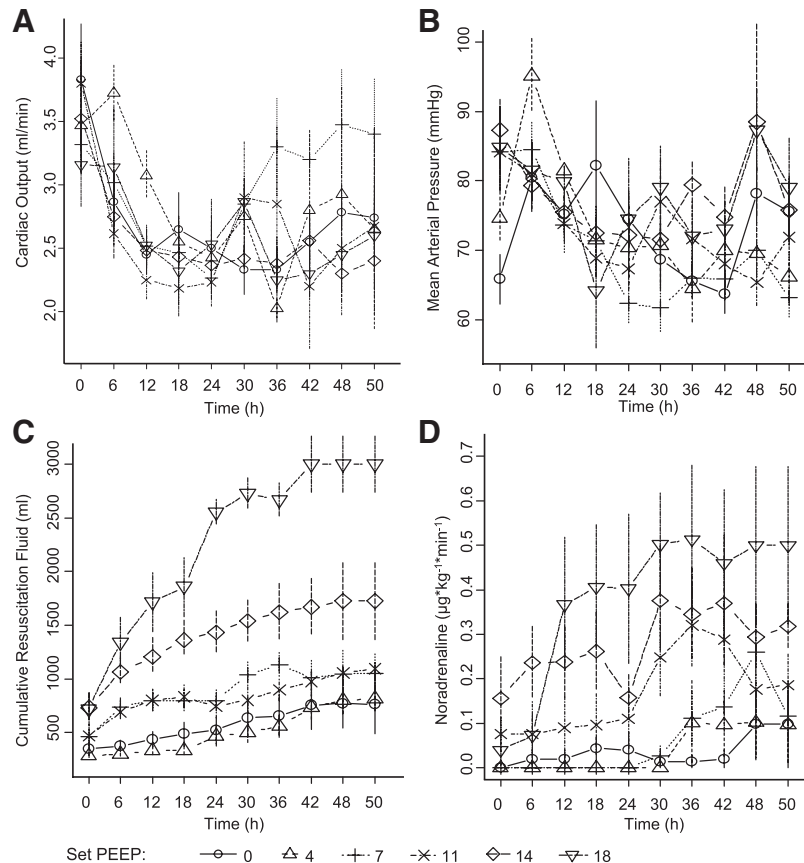 A
Cardiac Output (ml/min)
4.0
3.5
3.0
2.5
2.0
0 6 12 18 24 30 36 42 48 50
Time (h)
B
Mean Arterial Pressure (mmHg)
100
90
80
70
60
0 6 12 18 24 30 36 42 48 50
Time (h)
C
Cumulative Resuscitation Fluid (ml)
3000
2500
2000
1500
1000
500
0 6 12 18 24 30 36 42 48 50
Time (h)
D
Noradrenaline (µg*kg⁻¹*min⁻¹)
0.7
0.6
0.5
0.4
0.3
0.2
0.1
0.0
0 6 12 18 24 30 36 42 48 50
Time (h)
Set PEEP: 0 4 7 11 14 18